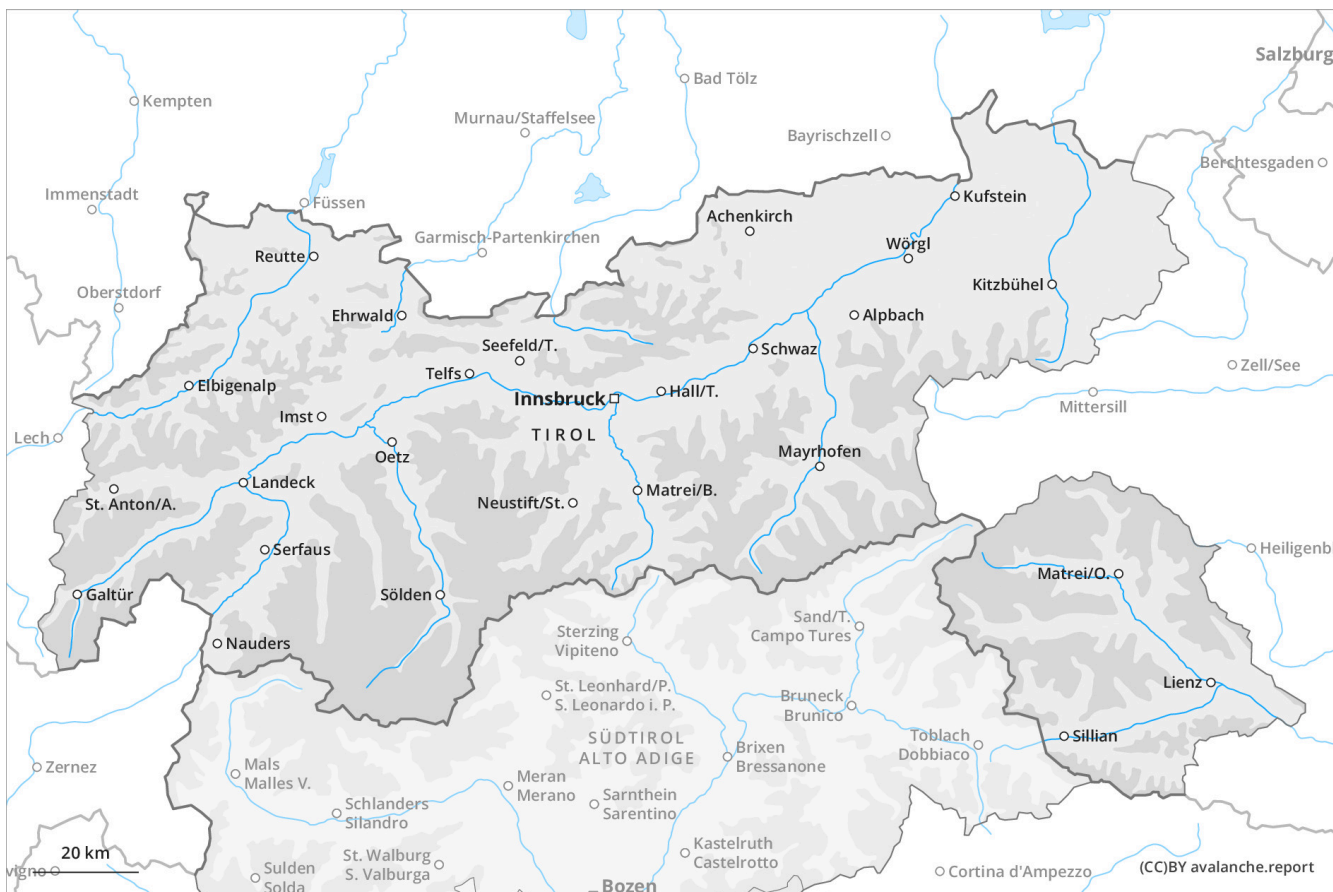 Salzburg
Bad Tölz
Kempten
Murnau/Staffelsee
Bayrischzell
Berchtesgaden
Immenstadt
Füssen
Kufstein
Achenkirch
Garmisch-Partenkirchen
Wörgl
Reutte
Kitzbühel
Oberstdorf
Ehrwald
Alpbach
Seefeld/T.
Schwaz
Telfs
Zell/See
Elbigenalp
Hall/T.
Innsbruck
Mittersill
Imst
TIROL
Lech
Oetz
Mayrhofen
Landeck
Matrei/B.
St. Anton/A.
Neustift/St.
Serfaus
Heiligenb
Matrei/O.
Galtür
Sölden
Sand/T.
Campo Tures
Sterzing
Vipiteno
Nauders
Lienz
St. Leonhard/P.
S. Leonardo i. P.
Bruneck
Brunico
SÜDTIROL
ALTO ADIGE
Toblach
Dobbiaco
Sillian
Brixen
Bressanone
Zernez
Mals
Malles V.
Meran
Merano
Schlanders
Silandro
Sarnthein
Sarentino
20 km
St. Walburg
S. Valburga
Kastelruth
Castelrotto
(CC)BY avalanche.report
vigno
Sulden
Solda
Cortina d'Ampezzo
Bozen